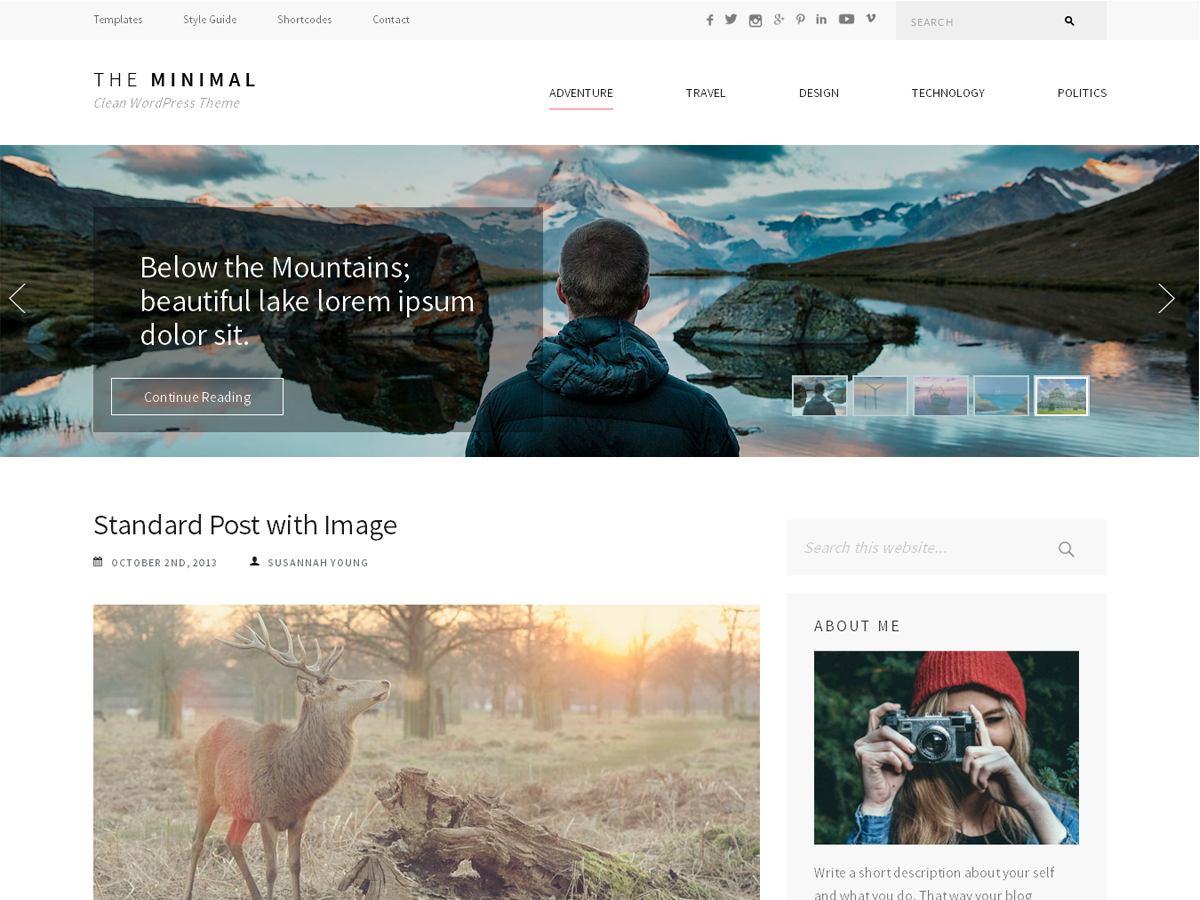 Templates Style Guide Shortcodes Contact
SEARCH
THE MINIMAL
Clean WordPress Theme
ADVENTURE TRAVEL DESIGN TECHNOLOGY POLITICS
Below the Mountains;
beautiful lake lorem ipsum
dolor sit.
Continue Reading
Standard Post with Image
OCTOBER 2ND, 2013 SUSANNAH YOUNG
Search this website...
ABOUT ME
Write a short description about your self
and what you do. That way your blog